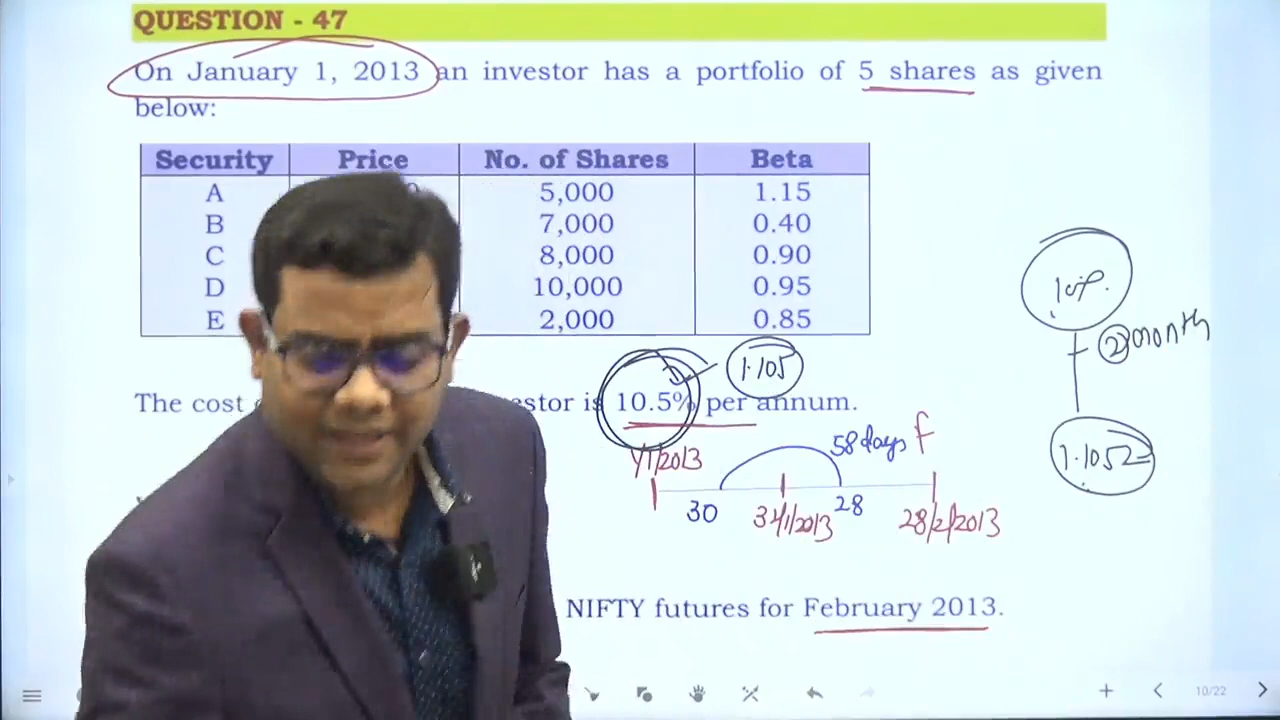 QUESTION - 47
On January 1, 2013 an investor has a portfolio of 5 shares as given
below:
Security Price No. of Shares Beta
A 5,000 1.15
B 7,000 0.40
C 8,000 0.90
D 10,000 0.95
E 2,000 0.85
The cost is 10.5% per annum.
1.105
2 month
1.1052
1/1/2013
58 days
30
31/1/2013
28
28/2/2013
NIFTY futures for February 2013.
10/22